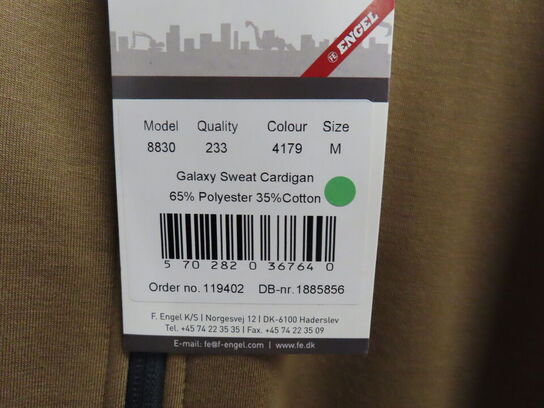 FE ENGEL
Model Quality Colour Size
8830 233 4179 M
Galaxy Sweat Cardigan
65% Polyester 35%Cotton
5 70282 0 36764 0
Order no. 119402 DB-nr. 1885856
F. Engel K/S I Norgesvej 12 I DK-6100 Haderslev
Tel. +45 74 22 35 35 I Fax. +45 74 22 35 09
E-mail: fe@f-engel.com I www.fe.dk